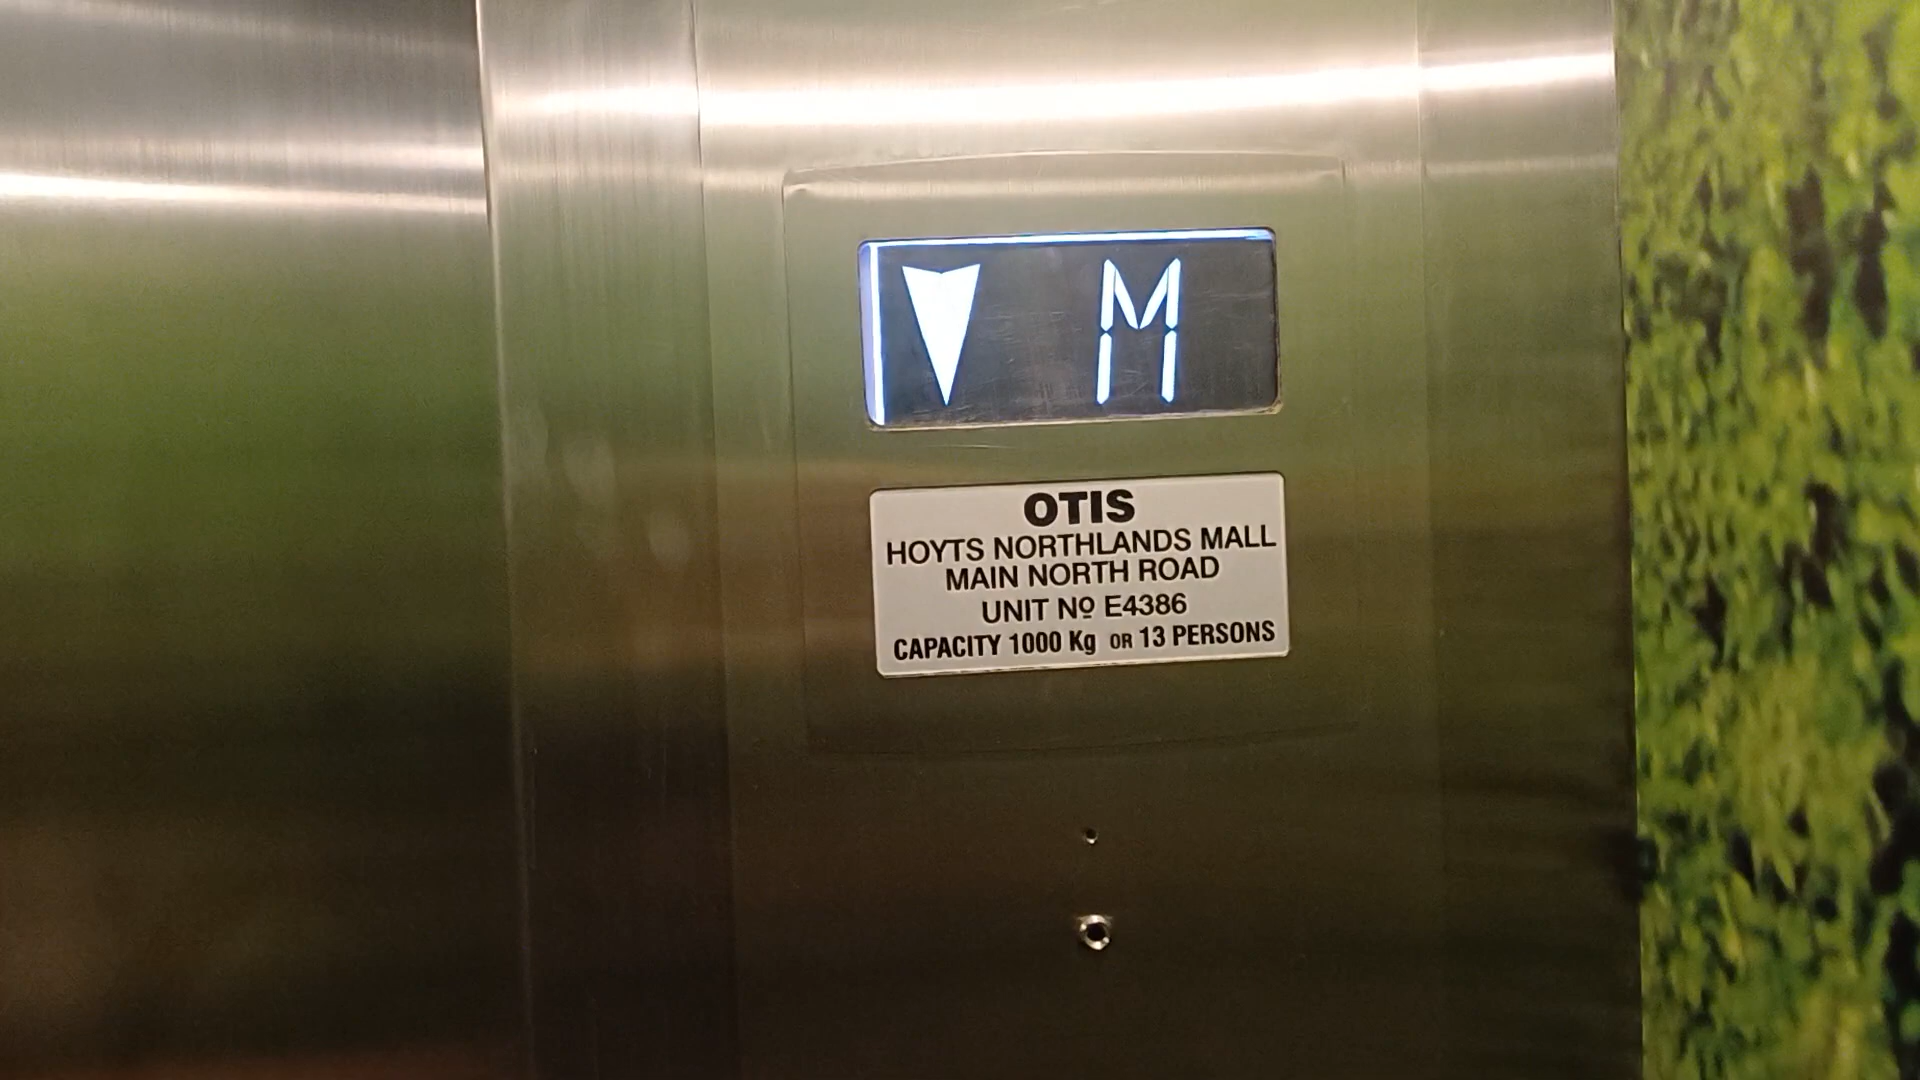 M
OTIS
HOYTS NORTHLANDS MALL
MAIN NORTH ROAD
UNIT Nº E4386
CAPACITY 1000 Kg OR 13 PERSONS